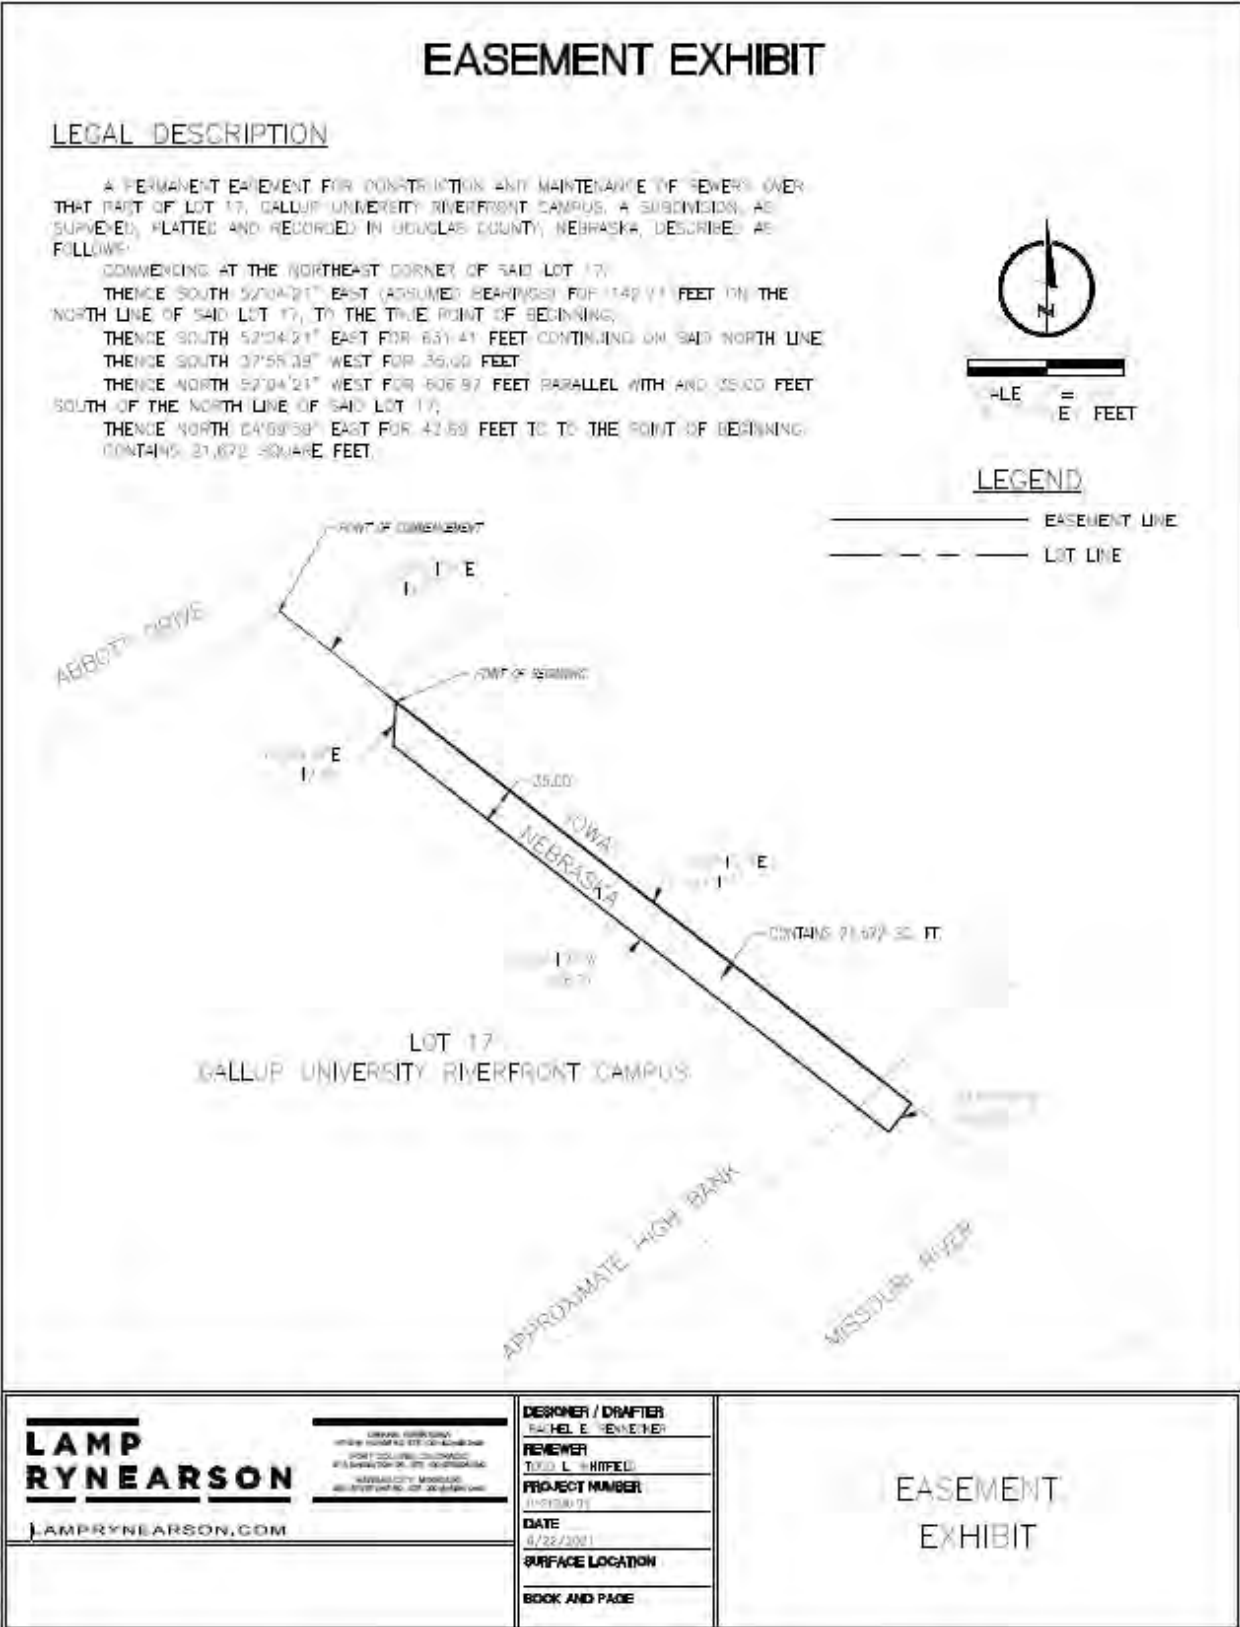 EASEMENT EXHIBIT
LEGAL DESCRIPTION
A PERMANENT EASEMENT FOR CONSTRUCTION AND MAINTENANCE OF SEWERS OVER
THAT PART OF LOT 17, GALLUP UNIVERSITY RIVERFRONT CAMPUS, A SUBDIVISION, AS
SURVEYED, PLATTED AND RECORDED IN DOUGLAS COUNTY, NEBRASKA, DESCRIBED AS
FOLLOWS:
COMMENCING AT THE NORTHEAST CORNER OF SAID LOT 17;
THENCE SOUTH 52°04'21" EAST (ASSUMED BEARINGS) FOR FEET ON THE
NORTH LINE OF SAID LOT 17, TO THE TRUE POINT OF BEGINNING;
THENCE SOUTH 52°04'21" EAST FOR 631.41 FEET CONTINUING ON SAID NORTH LINE
THENCE SOUTH 37°55'39" WEST FOR 35.00 FEET
THENCE NORTH 52°04'21" WEST FOR 606.97 FEET PARALLEL WITH AND 35.00 FEET
SOUTH OF THE NORTH LINE OF SAID LOT 17;
THENCE NORTH EAST FOR 42.69 FEET TO TO THE POINT OF BEGINNING.
CONTAINS 21,672 SQUARE FEET.
N
FEET
LEGEND
EASEMENT LINE
LOT LINE
POINT OF COMMENCEMENT
ABBOTT DRIVE
POINT OF BEGINNING
35.00
IOWA
NEBRASKA
CONTAINS 21,672 SQ. FT.
LOT 17
GALLUP UNIVERSITY RIVERFRONT CAMPUS
APPROXIMATE HIGH BANK
MISSOURI RIVER
LAMP
RYNEARSON
LAMPRYNEARSON.COM
DESIGNER / DRAFTER
RACHEL E.
REVIEWER
TODD L. WHITFIELD
PROJECT NUMBER
DATE
4/22/2021
SURFACE LOCATION
BOOK AND PAGE
EASEMENT
EXHIBIT